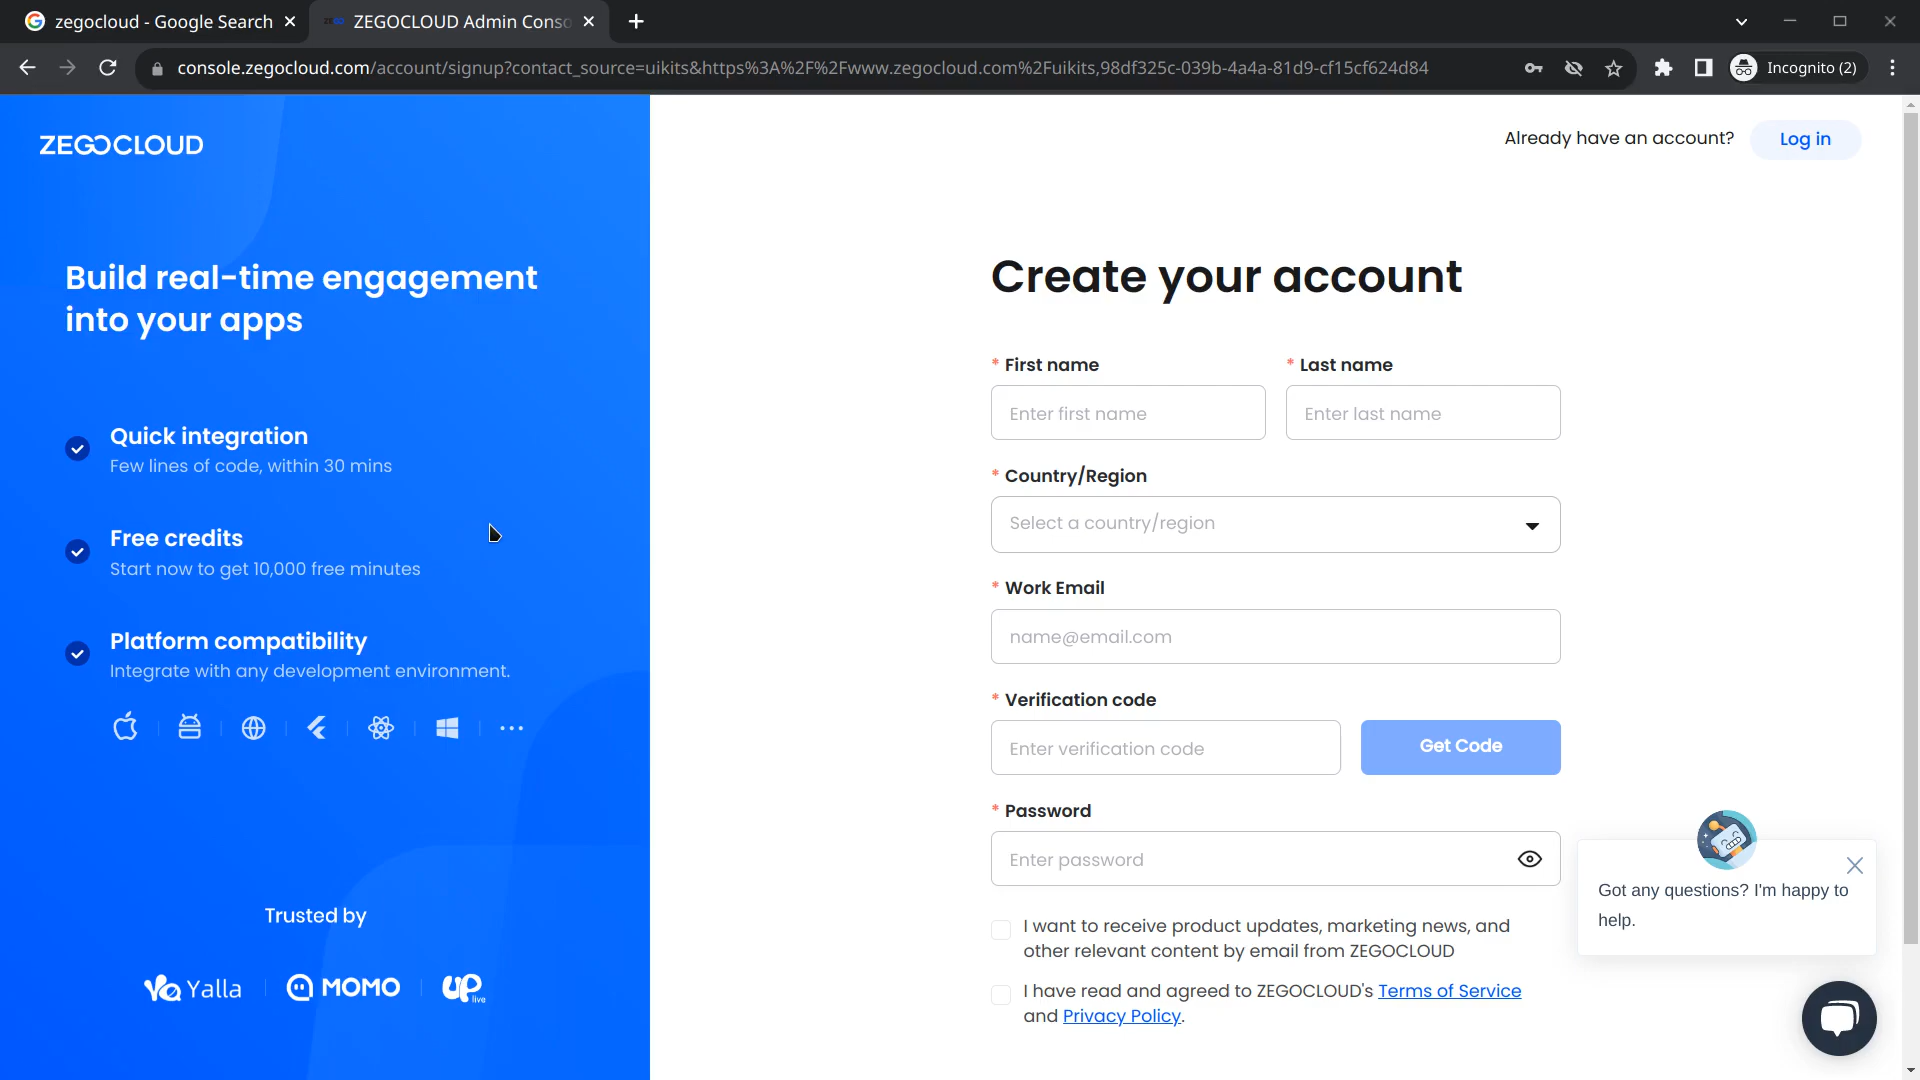 zegocloud - Google Search
ZEGOCLOUD Admin Conso
console.zegocloud.com/account/signup?contact_source=uikits&https%3A%2F%2Fwww.zegocloud.com%2Fuikits,98df325c-039b-4a4a-81d9-cf15cf624d84
Incognito (2)
ZEGOCLOUD
Already have an account?
Log in
Build real-time engagement
into your apps
Quick integration
Few lines of code, within 30 mins
Free credits
Start now to get 10,000 free minutes
Platform compatibility
Integrate with any development environment.
Trusted by
Yalla
MOMO
UP live
Create your account
* First name
* Last name
Enter first name
Enter last name
* Country/Region
Select a country/region
* Work Email
name@email.com
* Verification code
Enter verification code
Get Code
* Password
Enter password
I want to receive product updates, marketing news, and
other relevant content by email from ZEGOCLOUD
I have read and agreed to ZEGOCLOUD's Terms of Service
and Privacy Policy.
Got any questions? I'm happy to
help.